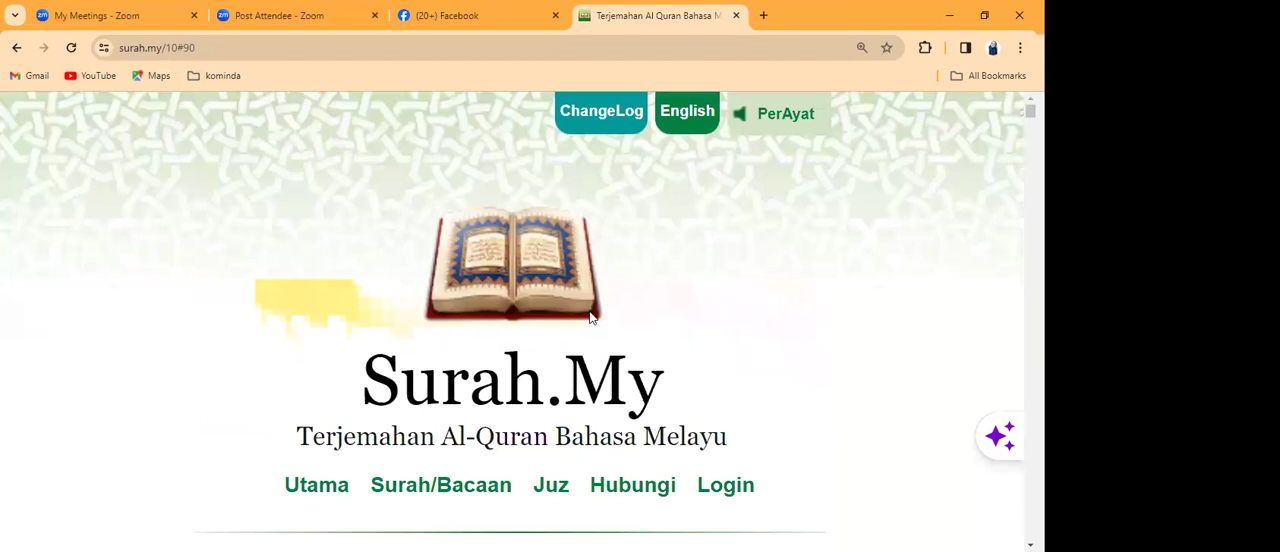 My Meetings - Zoom
Post Attendee - Zoom
(20+) Facebook
Terjemahan Al Quran Bahasa M
surah.my/10#90
Gmail
YouTube
Maps
kominda
All Bookmarks
ChangeLog
English
PerAyat
Surah.My
Terjemahan Al-Quran Bahasa Melayu
Utama Surah/Bacaan Juz Hubungi Login